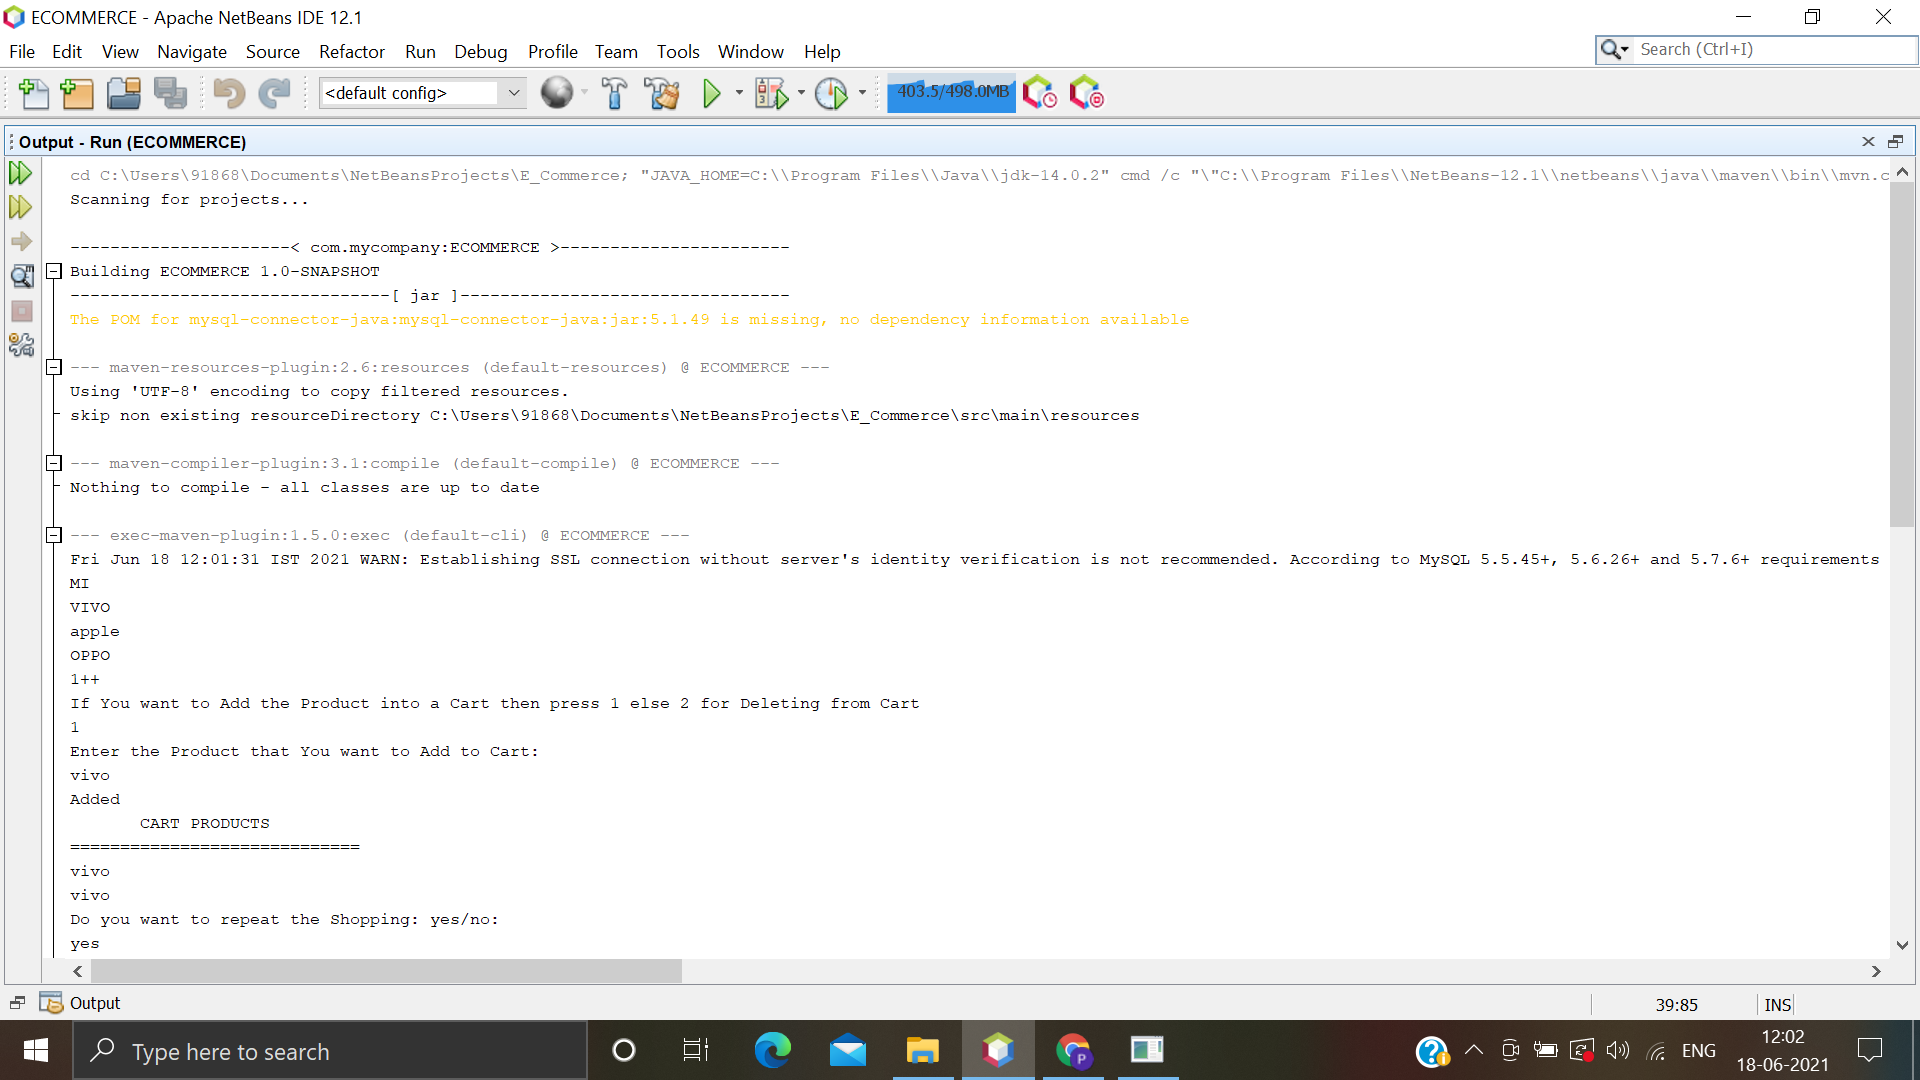 ECOMMERCE - Apache NetBeans IDE 12.1
File Edit View Navigate Source Refactor Run Debug Profile Team Tools Window Help
Search (Ctrl+I)
<default config>
403.5/498.0MB
Output - Run (ECOMMERCE)
cd C:\Users\91868\Documents\NetBeansProjects\E_Commerce; "JAVA_HOME=C:\\Program Files\\Java\\jdk-14.0.2" cmd /c "\"C:\\Program Files\\NetBeans-12.1\\netbeans\\java\\maven\\bin\\mvn.c
Scanning for projects...
----------------------< com.mycompany:ECOMMERCE >-----------------------
Building ECOMMERCE 1.0-SNAPSHOT
--------------------------------[ jar ]---------------------------------
The POM for mysql-connector-java:mysql-connector-java:jar:5.1.49 is missing, no dependency information available
--- maven-resources-plugin:2.6:resources (default-resources) @ ECOMMERCE ---
Using 'UTF-8' encoding to copy filtered resources.
skip non existing resourceDirectory C:\Users\91868\Documents\NetBeansProjects\E_Commerce\src\main\resources
--- maven-compiler-plugin:3.1:compile (default-compile) @ ECOMMERCE ---
Nothing to compile - all classes are up to date
--- exec-maven-plugin:1.5.0:exec (default-cli) @ ECOMMERCE ---
Fri Jun 18 12:01:31 IST 2021 WARN: Establishing SSL connection without server's identity verification is not recommended. According to MySQL 5.5.45+, 5.6.26+ and 5.7.6+ requirements
MI
VIVO
apple
OPPO
1++
If You want to Add the Product into a Cart then press 1 else 2 for Deleting from Cart
1
Enter the Product that You want to Add to Cart:
vivo
Added
CART PRODUCTS
=============================
vivo
vivo
Do you want to repeat the Shopping: yes/no:
yes
Output
39:85
INS
Type here to search
P
ENG
12:02
18-06-2021